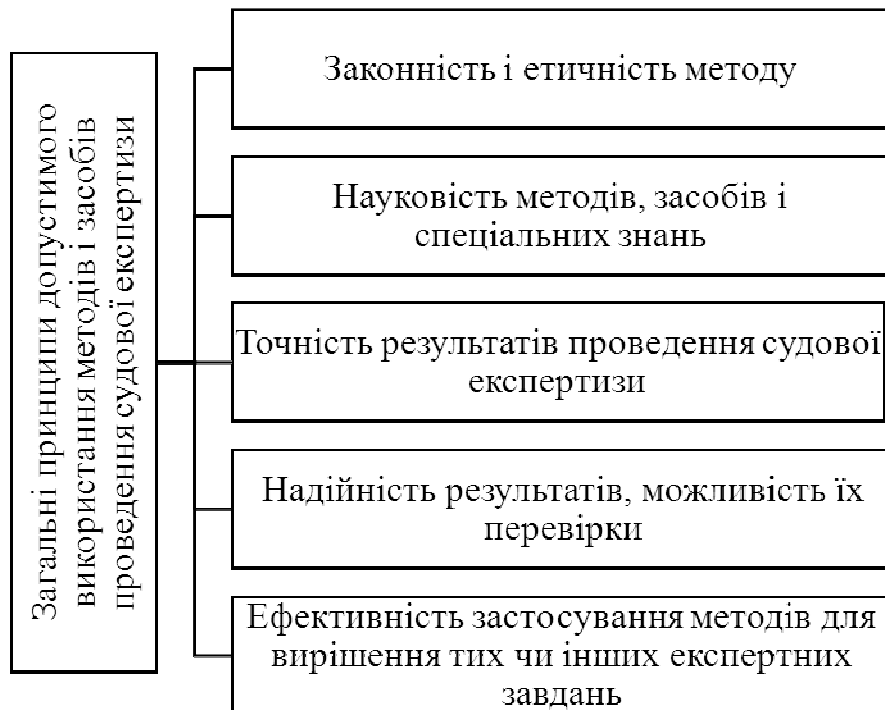 Загальні принципи допустимого
використання методів і засобів
проведення судової експертизи
Законність і етичність методу
Науковість методів, засобів і
спеціальних знань
Точність результатів проведення судової
експертизи
Надійність результатів, можливість їх
перевірки
Ефективність застосування методів для
вирішення тих чи інших експертних
завдань